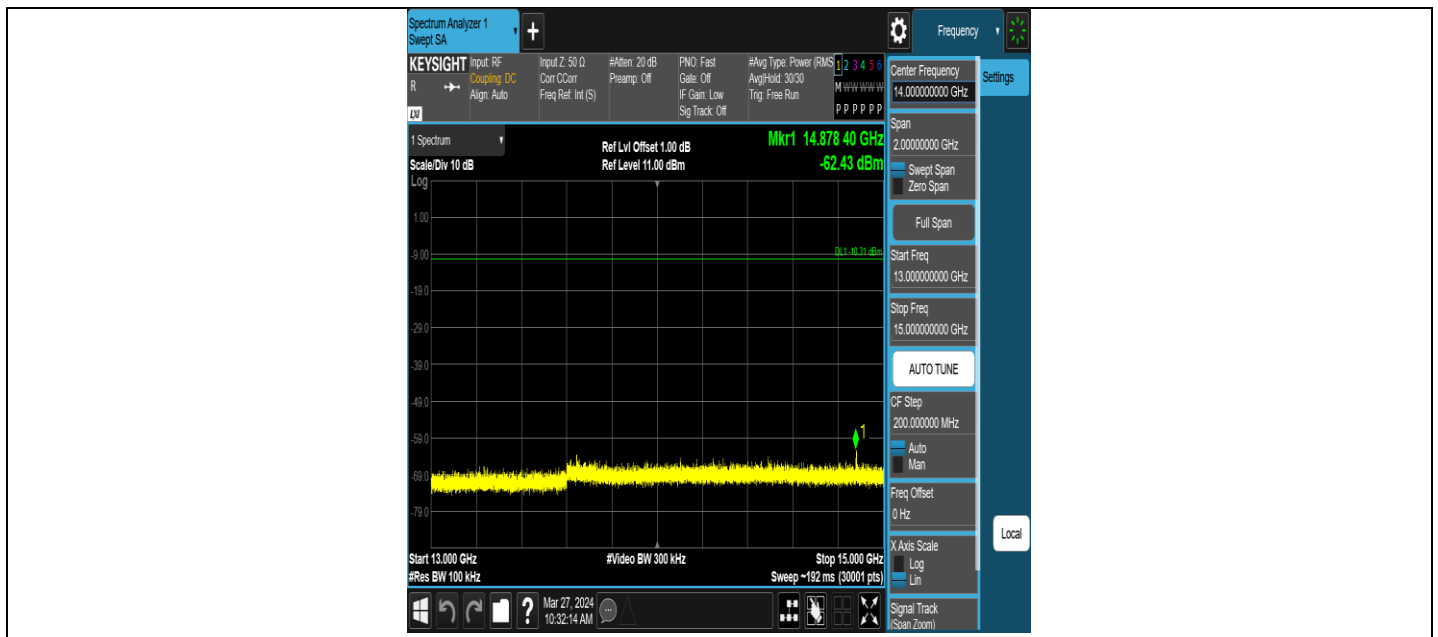 Spectrum Analyzer 1
Swept SA
+
Frequency
KEYSIGHT
R
LXI
Input: RF
Coupling: DC
Align: Auto
Input Z: 50 Ω
Corr CCorr
Freq Ref: Int (S)
#Atten: 20 dB
Preamp: Off
PNO: Fast
Gate: Off
IF Gain: Low
Sig Track: Off
#Avg Type: Power (RMS
Avg|Hold: 30/30
Trig: Free Run
1 2 3 4 5 6
M W W W W W
P P P P P P
1 Spectrum
Scale/Div 10 dB
Log
Ref Lvl Offset 1.00 dB
Ref Level 11.00 dBm
Mkr1 14.878 40 GHz
-62.43 dBm
1.00
-9.00
-19.0
-29.0
-39.0
-49.0
-59.0
-69.0
-79.0
DL1 -10.31 dBm
1
Start 13.000 GHz
#Res BW 100 kHz
#Video BW 300 kHz
Stop 15.000 GHz
Sweep ~192 ms (30001 pts)
Center Frequency
14.000000000 GHz
Span
2.00000000 GHz
Swept Span
Zero Span
Full Span
Start Freq
13.000000000 GHz
Stop Freq
15.000000000 GHz
AUTO TUNE
CF Step
200.000000 MHz
Auto
Man
Freq Offset
0 Hz
X Axis Scale
Log
Lin
Signal Track
(Span Zoom)
Settings
Local
?
Mar 27, 2024
10:32:14 AM